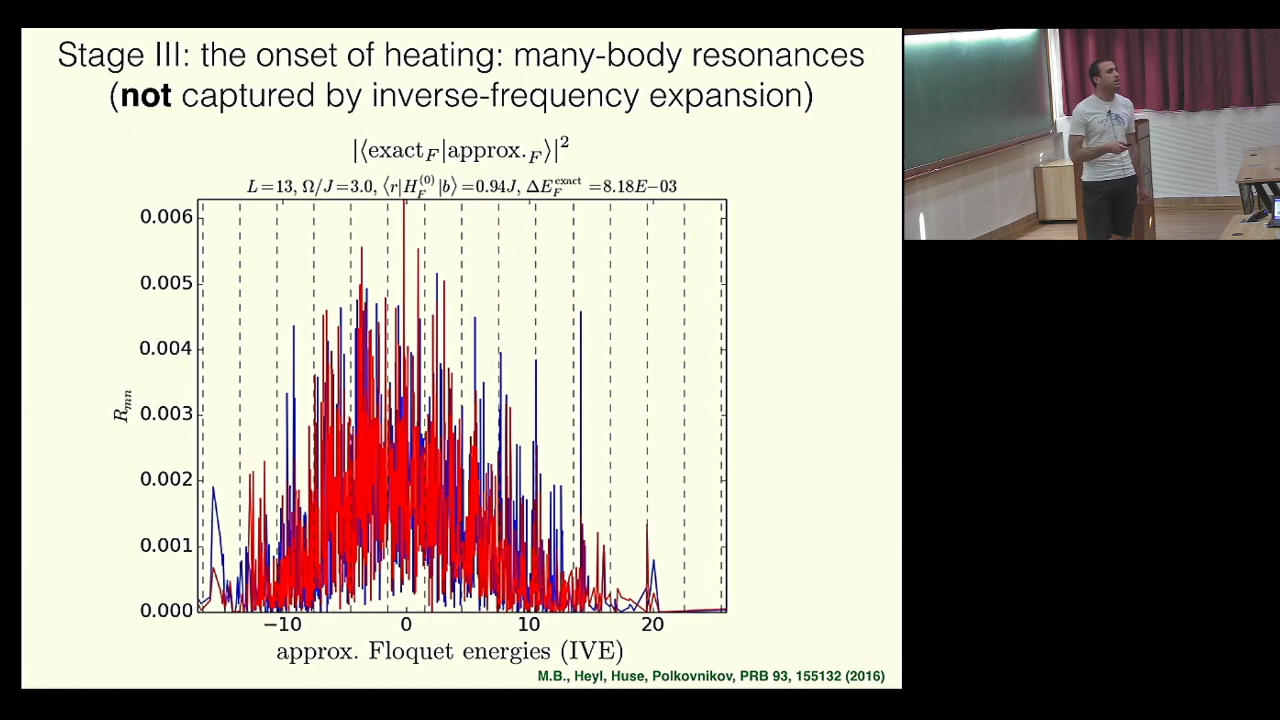 Stage III: the onset of heating: many-body resonances
(not captured by inverse-frequency expansion)
|⟨exact_F|approx._F⟩|²
L=13, Ω/J=3.0, ⟨r|H_F^{(0)}|b⟩=0.94J, ΔE_F^{exact}=8.18E−03
0.006
0.005
0.004
0.003
0.002
0.001
0.000
R_{mn}
−10 0 10 20
approx. Floquet energies (IVE)
M.B., Heyl, Huse, Polkovnikov, PRB 93, 155132 (2016)